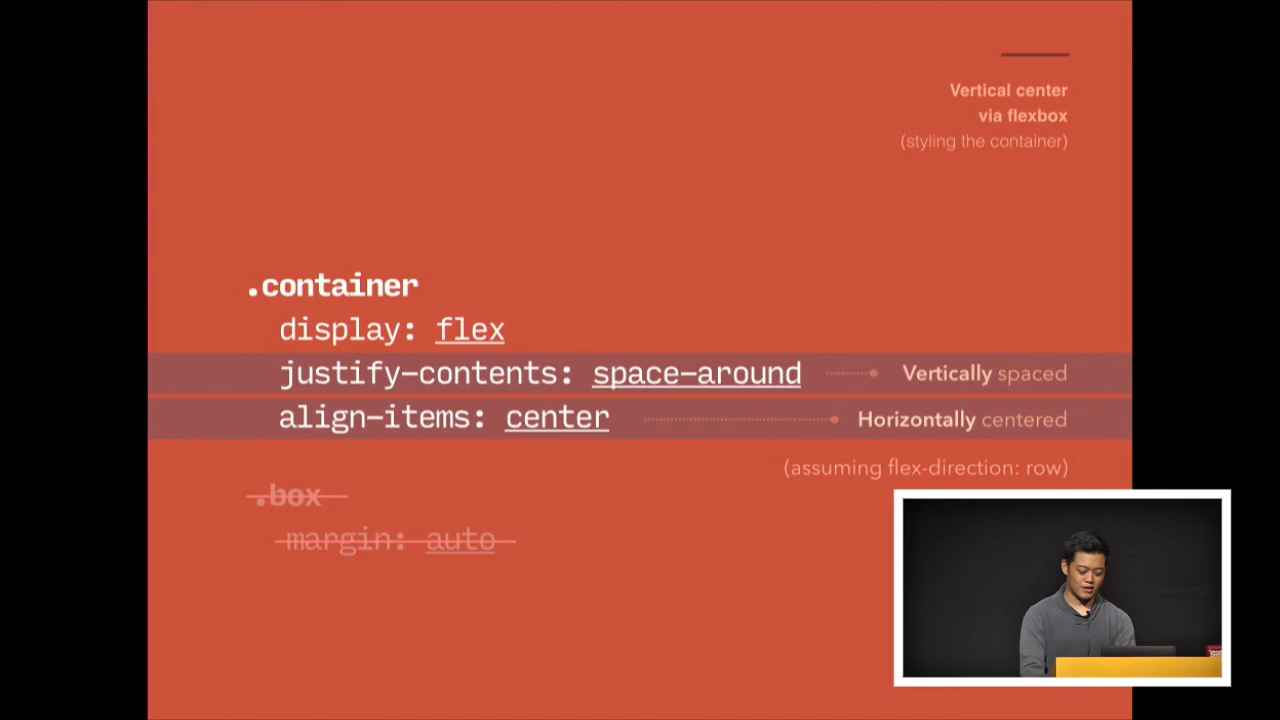 Vertical center
via flexbox
(styling the container)
.container
display: flex
justify-contents: space-around
Vertically spaced
align-items: center
Horizontally centered
(assuming flex-direction: row)
.box
margin: auto